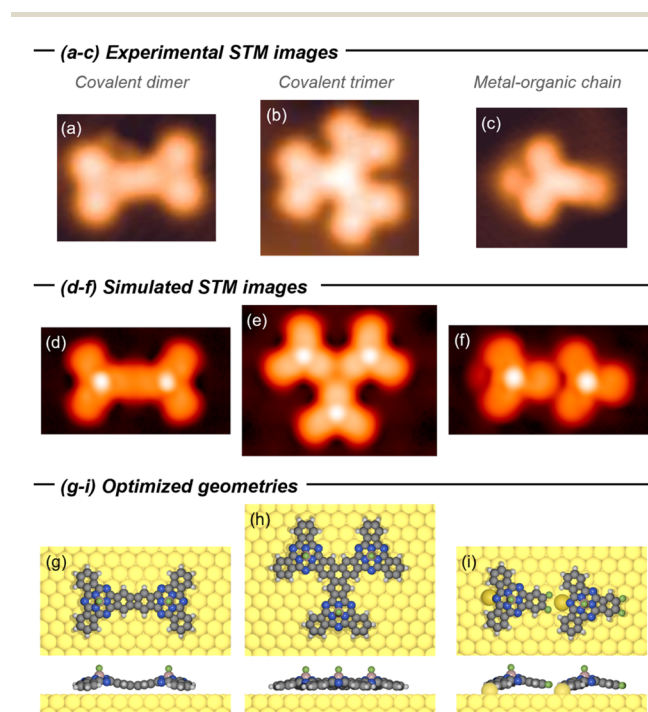 (a-c) Experimental STM images
Covalent dimer Covalent trimer Metal-organic chain
(a) (b) (c)
(d-f) Simulated STM images
(d) (e) (f)
(g-i) Optimized geometries
(g) (h) (i)